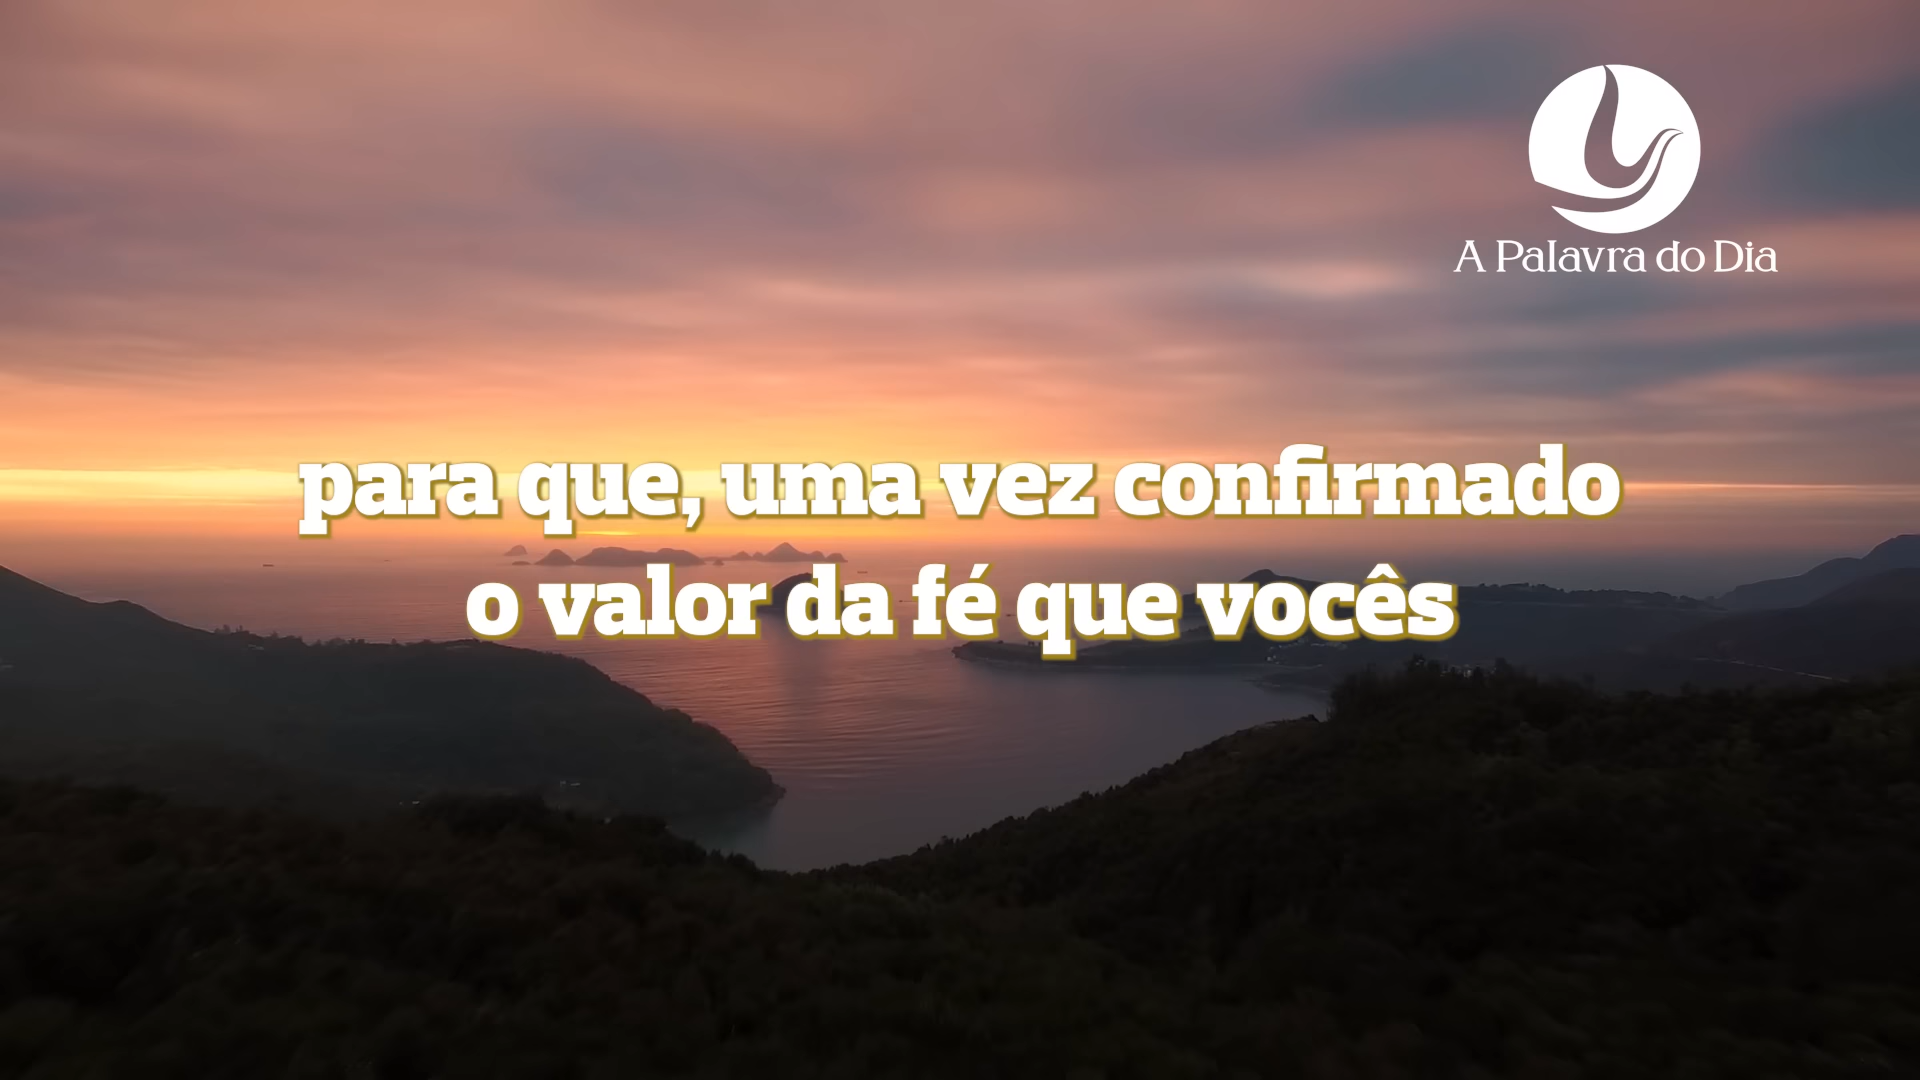 A Palavra do Dia
para que, uma vez confirmado
o valor da fé que vocês